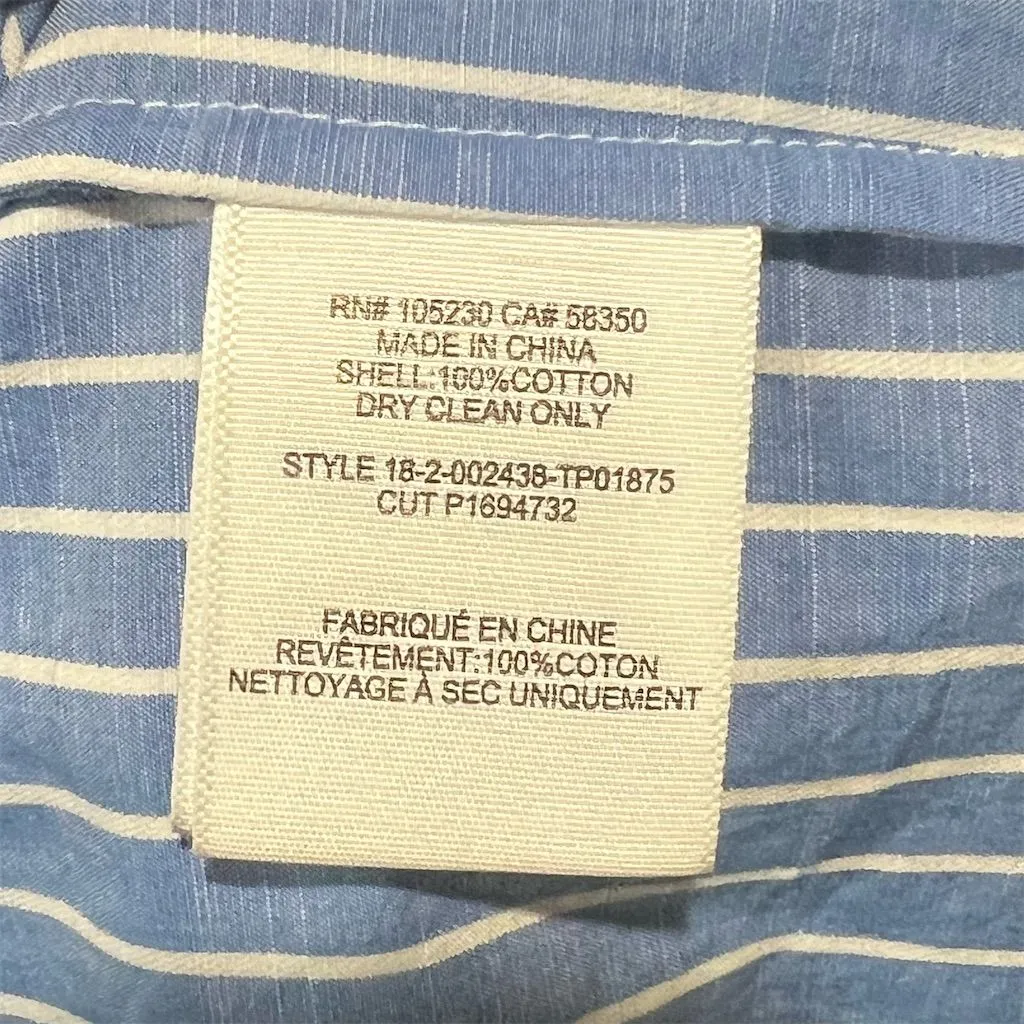 RN# 105230 CA# 58350
MADE IN CHINA
SHELL:100%COTTON
DRY CLEAN ONLY
STYLE 18-2-002438-TP01875
CUT P1694732
FABRIQUÉ EN CHINE
REVÊTEMENT:100%COTON
NETTOYAGE À SEC UNIQUEMENT